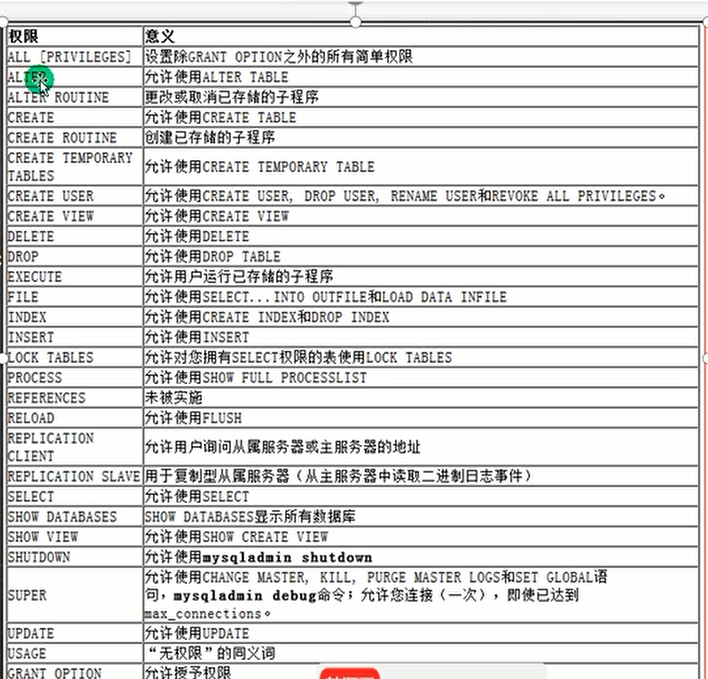 权限 意义
ALL [PRIVILEGES] 设置除GRANT OPTION之外的所有简单权限
ALTER 允许使用ALTER TABLE
ALTER ROUTINE 更改或取消已存储的子程序
CREATE 允许使用CREATE TABLE
CREATE ROUTINE 创建已存储的子程序
CREATE TEMPORARY
TABLES 允许使用CREATE TEMPORARY TABLE
CREATE USER 允许使用CREATE USER, DROP USER, RENAME USER和REVOKE ALL PRIVILEGES。
CREATE VIEW 允许使用CREATE VIEW
DELETE 允许使用DELETE
DROP 允许使用DROP TABLE
EXECUTE 允许用户运行已存储的子程序
FILE 允许使用SELECT...INTO OUTFILE和LOAD DATA INFILE
INDEX 允许使用CREATE INDEX和DROP INDEX
INSERT 允许使用INSERT
LOCK TABLES 允许对您拥有SELECT权限的表使用LOCK TABLES
PROCESS 允许使用SHOW FULL PROCESSLIST
REFERENCES 未被实施
RELOAD 允许使用FLUSH
REPLICATION
CLIENT 允许用户询问从属服务器或主服务器的地址
REPLICATION SLAVE 用于复制型从属服务器（从主服务器中读取二进制日志事件）
SELECT 允许使用SELECT
SHOW DATABASES SHOW DATABASES显示所有数据库
SHOW VIEW 允许使用SHOW CREATE VIEW
SHUTDOWN 允许使用mysqladmin shutdown
SUPER 允许使用CHANGE MASTER, KILL, PURGE MASTER LOGS和SET GLOBAL语
句，mysqladmin debug命令；允许您连接（一次），即使已达到
max_connections。
UPDATE 允许使用UPDATE
USAGE “无权限”的同义词
GRANT OPTION 允许授予权限